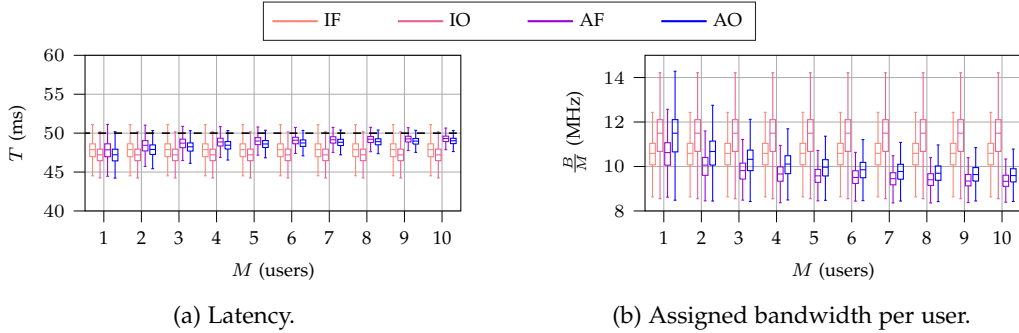 IF IO AF AO
60
55
50
45
40
T (ms)
1 2 3 4 5 6 7 8 9 10
M (users)
(a) Latency.
14
12
10
8
B/M (MHz)
1 2 3 4 5 6 7 8 9 10
M (users)
(b) Assigned bandwidth per user.